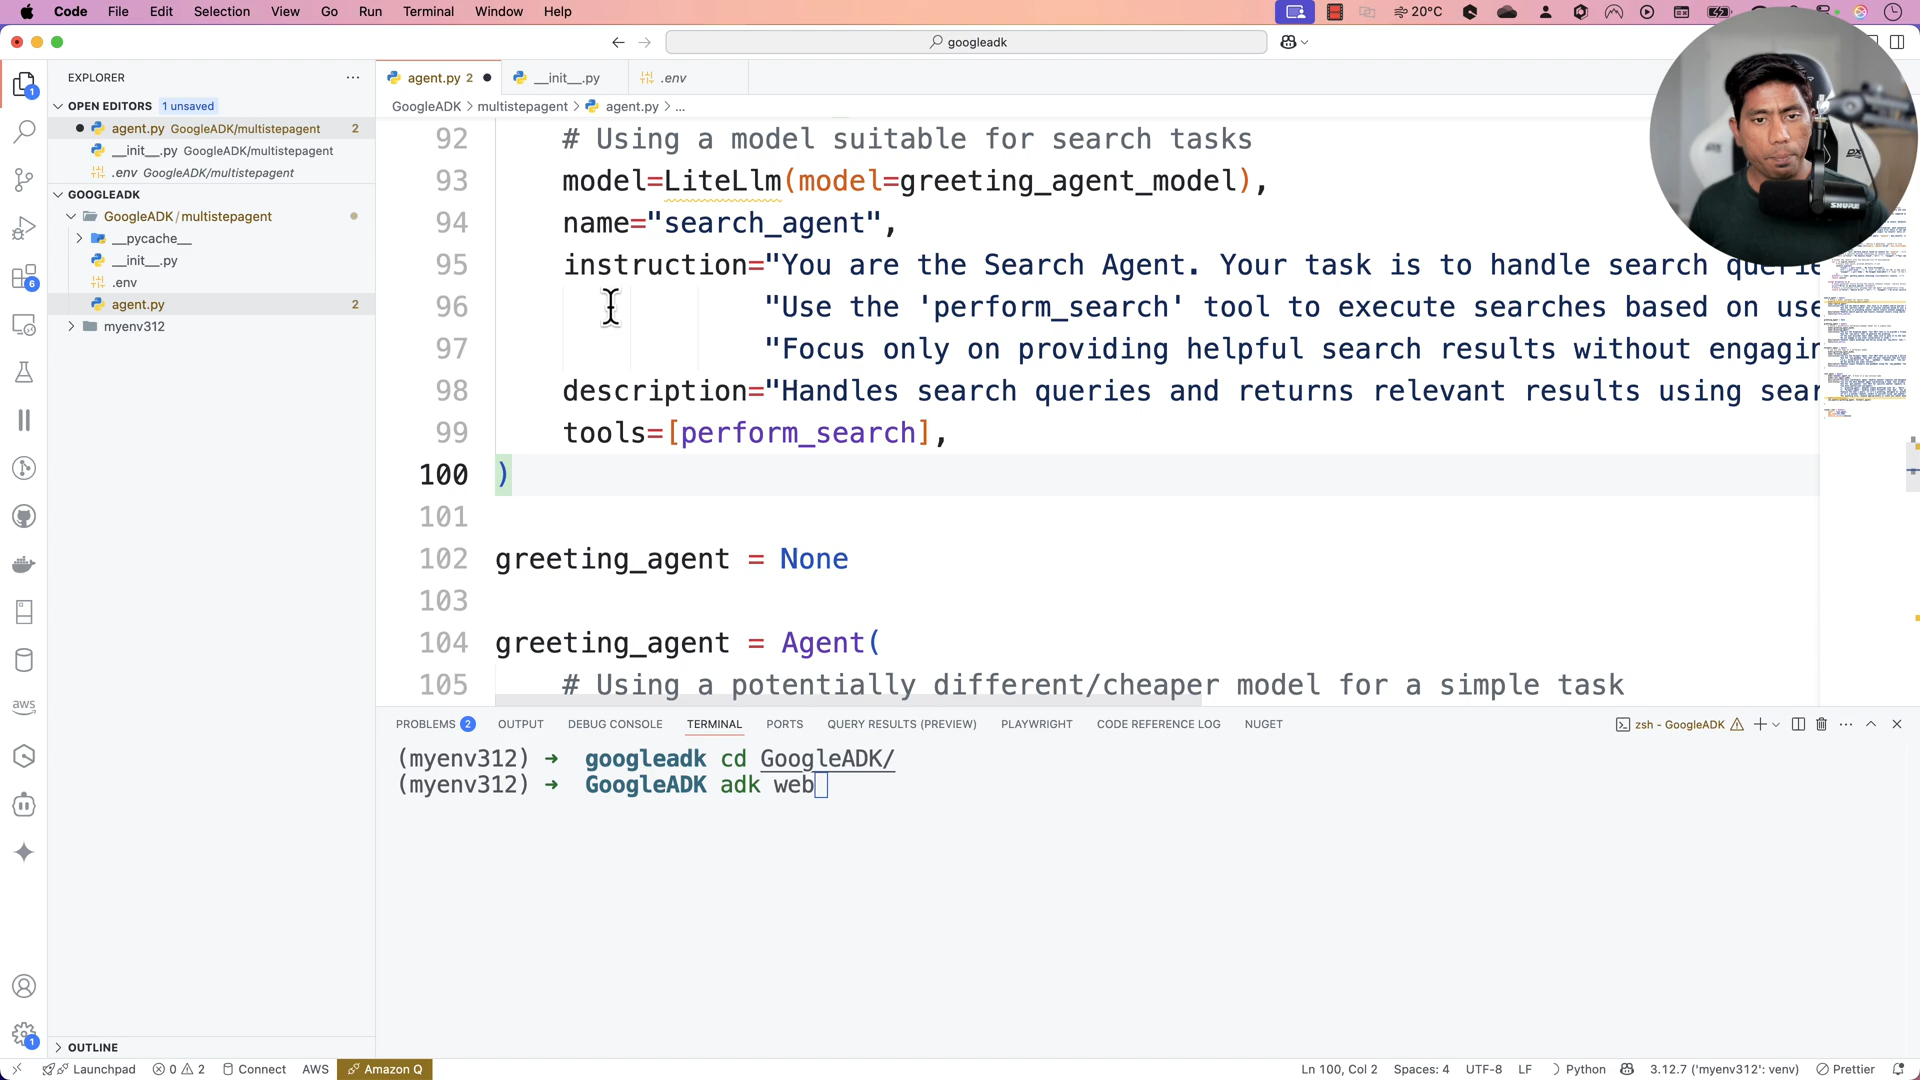 Code File Edit Selection View Go Run Terminal Window Help 20°C
googleadk
EXPLORER
agent.py 2
__init__.py
.env
OPEN EDITORS 1 unsaved
GoogleADK > multistepagent > agent.py > ...
agent.py GoogleADK/multistepagent 2
__init__.py GoogleADK/multistepagent
.env GoogleADK/multistepagent
GOOGLEADK
GoogleADK / multistepagent
__pycache__
__init__.py
.env
agent.py 2
myenv312
92 # Using a model suitable for search tasks
93 model=LiteLlm(model=greeting_agent_model),
94 name="search_agent",
95 instruction="You are the Search Agent. Your task is to handle search querie
96 "Use the 'perform_search' tool to execute searches based on use
97 "Focus only on providing helpful search results without engagin
98 description="Handles search queries and returns relevant results using sear
99 tools=[perform_search],
100 )
101
102 greeting_agent = None
103
104 greeting_agent = Agent(
105 # Using a potentially different/cheaper model for a simple task
PROBLEMS 2 OUTPUT DEBUG CONSOLE TERMINAL PORTS QUERY RESULTS (PREVIEW) PLAYWRIGHT CODE REFERENCE LOG NUGET zsh - GoogleADK
(myenv312) ➜ googleadk cd GoogleADK/
(myenv312) ➜ GoogleADK adk web
1
6
aws
1
SHURE
OUTLINE
Launchpad 0 2 Connect AWS Amazon Q Ln 100, Col 2 Spaces: 4 UTF-8 LF Python 3.12.7 ('myenv312': venv) Prettier